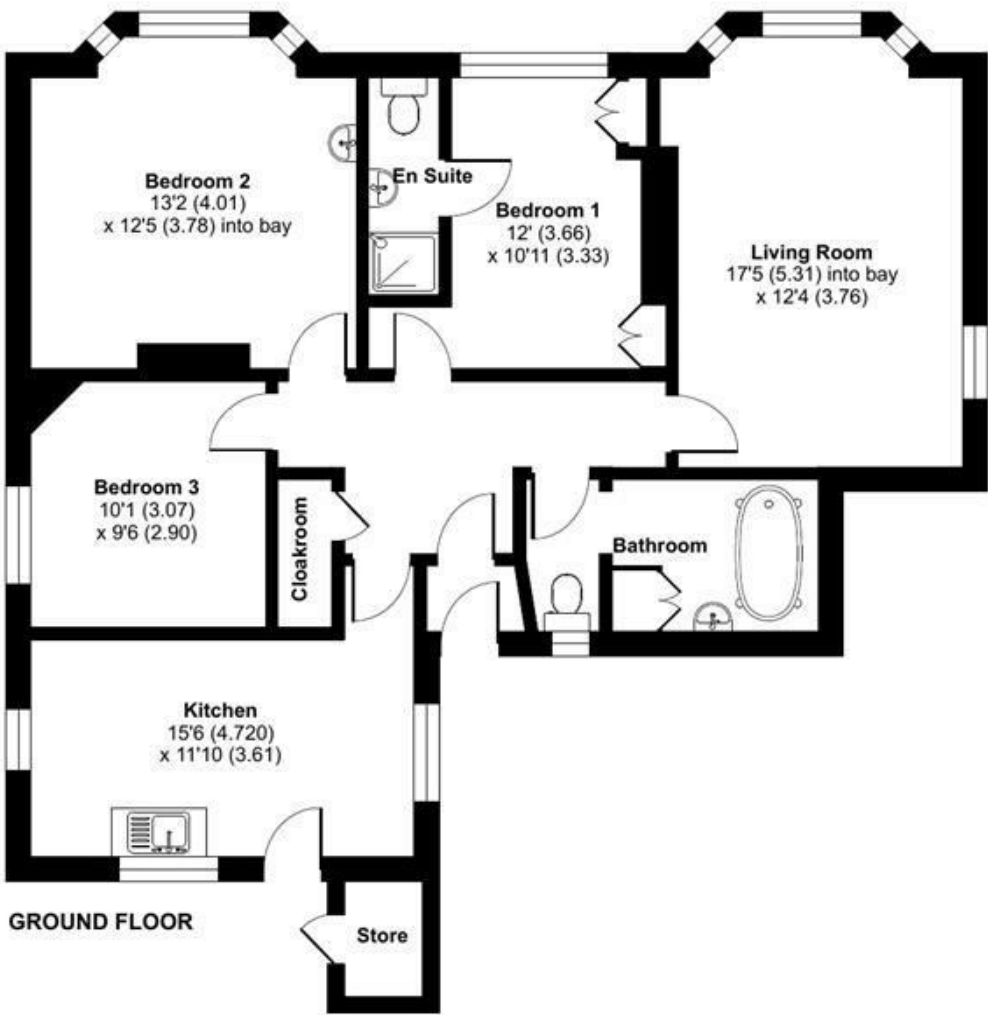 Bedroom 2
13'2 (4.01)
x 12'5 (3.78) into bay
En Suite
Bedroom 1
12' (3.66)
x 10'11 (3.33)
Living Room
17'5 (5.31) into bay
x 12'4 (3.76)
Bedroom 3
10'1 (3.07)
x 9'6 (2.90)
Cloakroom
Bathroom
Kitchen
15'6 (4.720)
x 11'10 (3.61)
GROUND FLOOR
Store